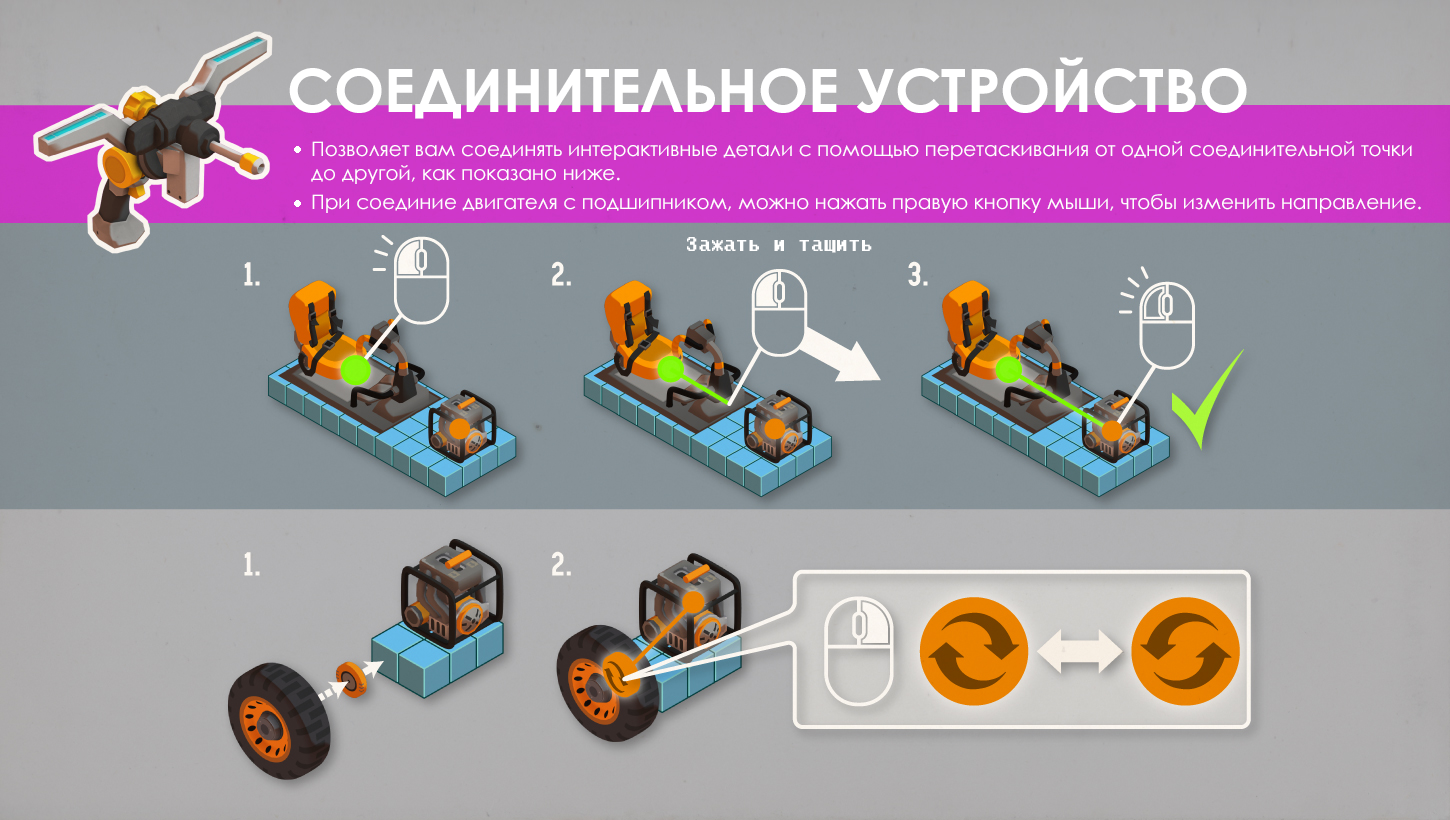 СОЕДИНИТЕЛЬНОЕ УСТРОЙСТВО
• Позволяет вам соединять интерактивные детали с помощью перетаскивания от одной соединительной точки
до другой, как показано ниже.
• При соединие двигателя с подшипником, можно нажать правую кнопку мыши, чтобы изменить направление.
Зажать и тащить
1.
2.
3.
1.
2.